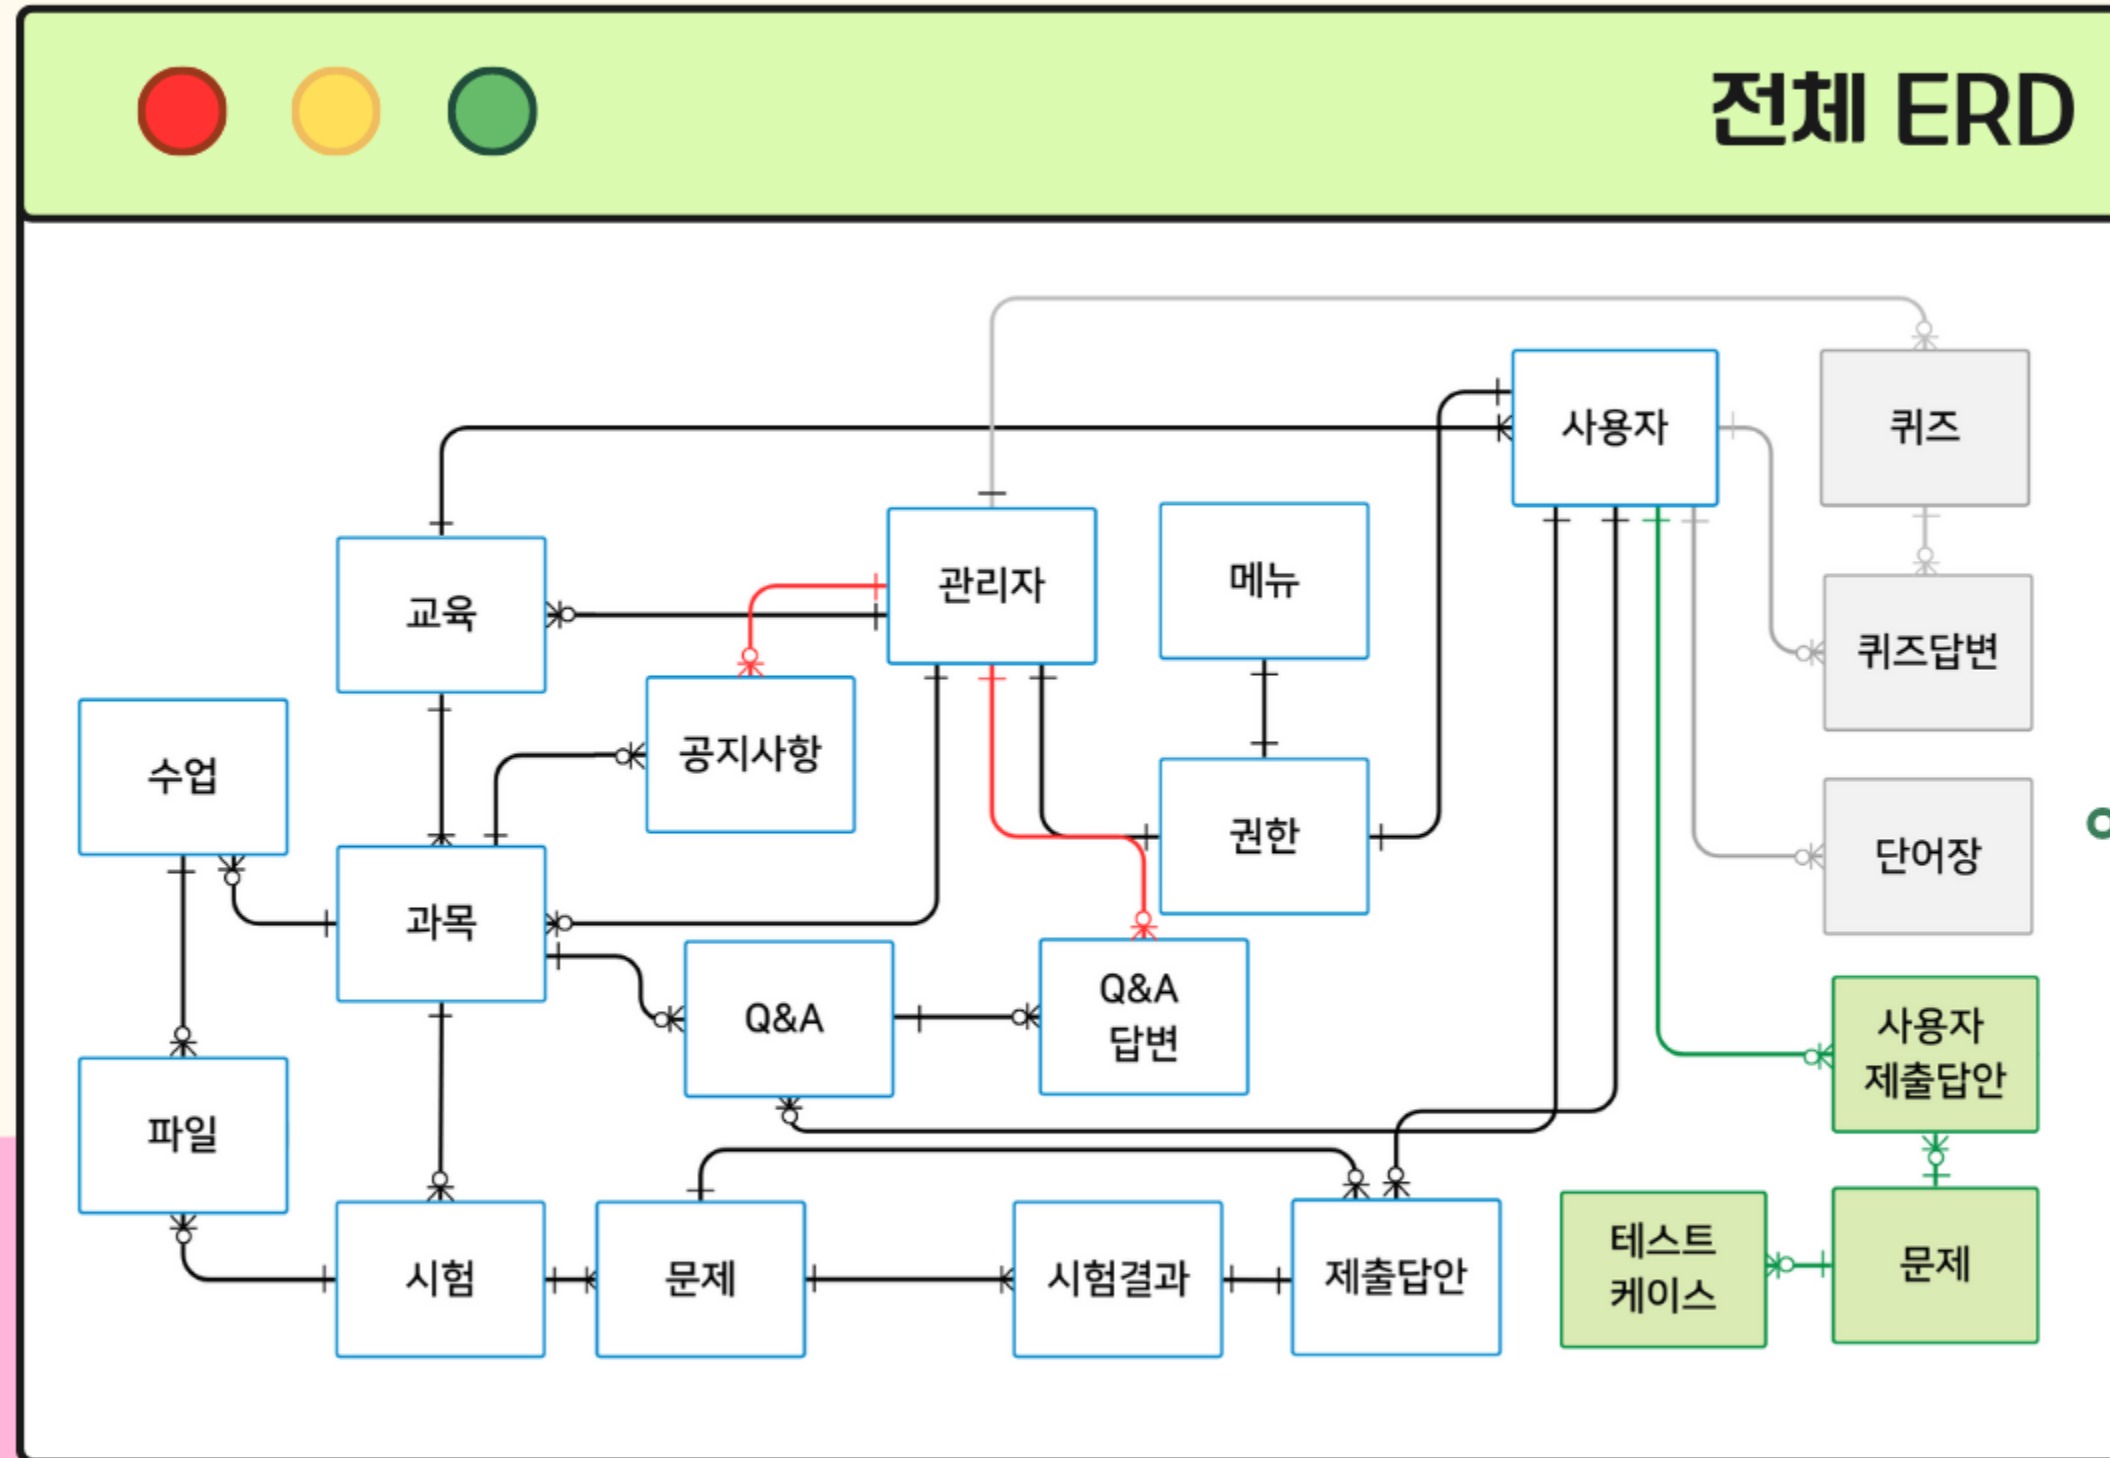 전체 ERD
사용자
퀴즈
교육
관리자
메뉴
퀴즈답변
수업
공지사항
권한
단어장
과목
Q&A
Q&A
답변
사용자
제출답안
파일
시험
문제
시험결과
제출답안
테스트
케이스
문제